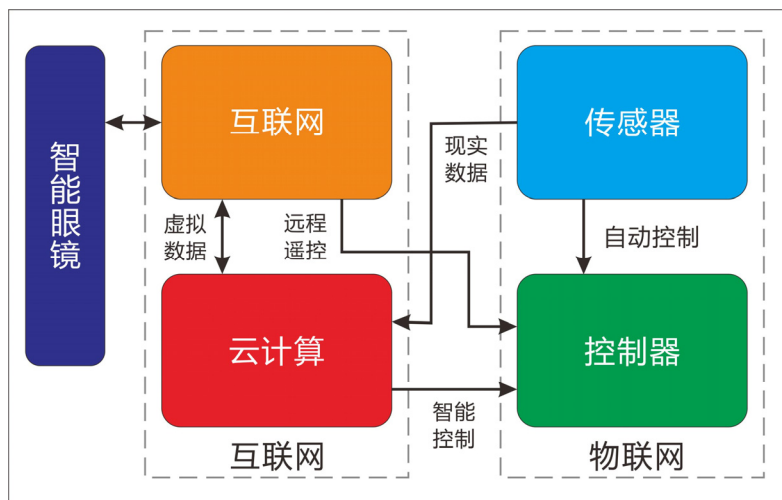 智能眼镜
互联网
传感器
现实
数据
虚拟
数据
远程
遥控
自动控制
云计算
控制器
智能
控制
互联网
物联网